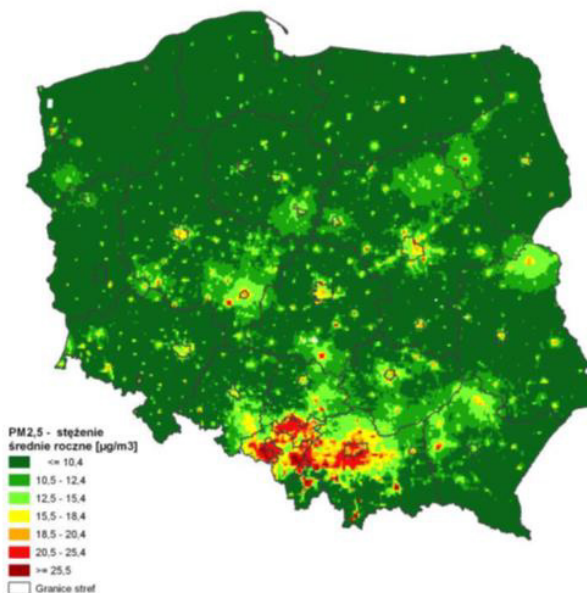 PM2,5 - stężenie
średnie roczne [µg/m3]
<= 10,4
10,5 - 12,4
12,5 - 15,4
15,5 - 18,4
18,5 - 20,4
20,5 - 25,4
>= 25,5
Granice stref